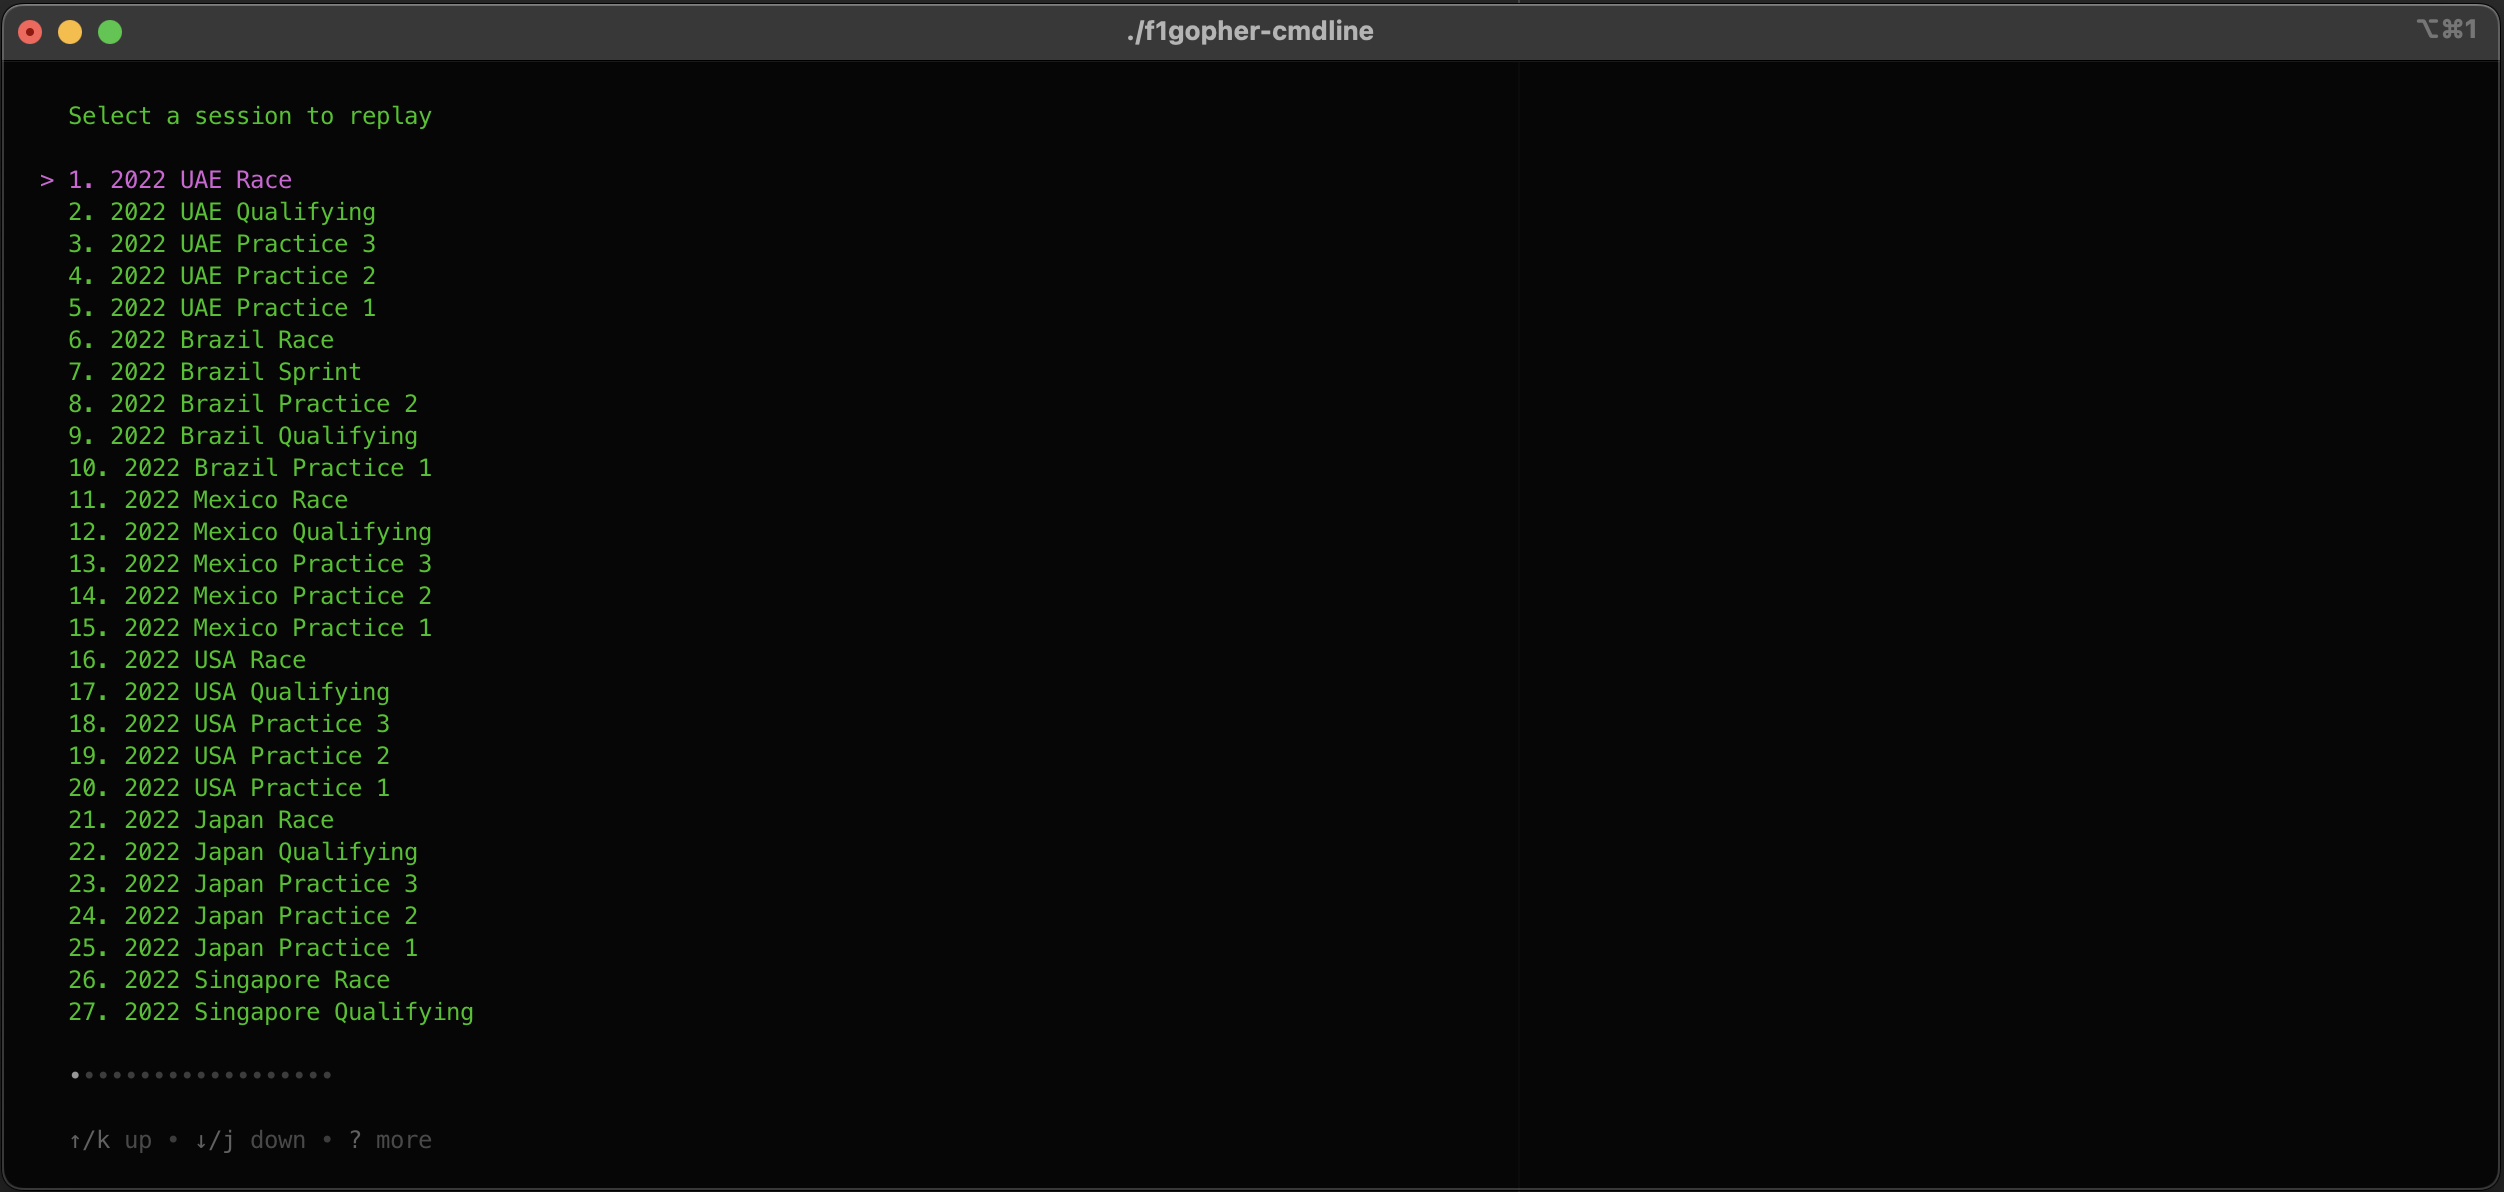 ./f1gopher-cmdline
⌥⌘1
Select a session to replay
> 1. 2022 UAE Race
2. 2022 UAE Qualifying
3. 2022 UAE Practice 3
4. 2022 UAE Practice 2
5. 2022 UAE Practice 1
6. 2022 Brazil Race
7. 2022 Brazil Sprint
8. 2022 Brazil Practice 2
9. 2022 Brazil Qualifying
10. 2022 Brazil Practice 1
11. 2022 Mexico Race
12. 2022 Mexico Qualifying
13. 2022 Mexico Practice 3
14. 2022 Mexico Practice 2
15. 2022 Mexico Practice 1
16. 2022 USA Race
17. 2022 USA Qualifying
18. 2022 USA Practice 3
19. 2022 USA Practice 2
20. 2022 USA Practice 1
21. 2022 Japan Race
22. 2022 Japan Qualifying
23. 2022 Japan Practice 3
24. 2022 Japan Practice 2
25. 2022 Japan Practice 1
26. 2022 Singapore Race
27. 2022 Singapore Qualifying
•••••••••••••••••••
↑/k up • ↓/j down • ? more